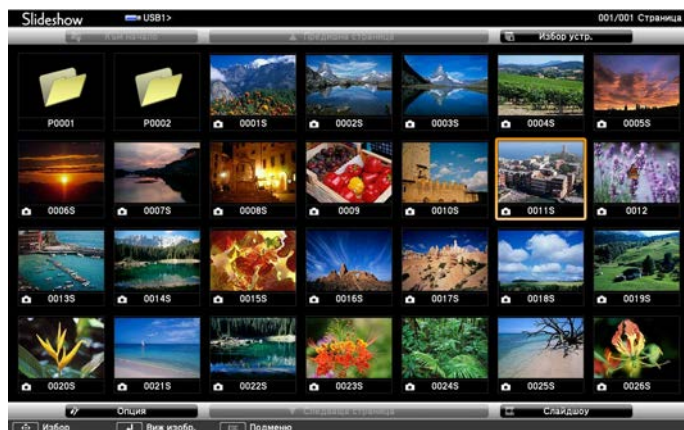 Slideshow USB1> 001/001 Страница
Към начало Предишна страница Избор устр.
P0001 P0002 0001S 0002S 0003S 0004S 0005S
0006S 0007S 0008S 0009 0010S 0011S 0012
0013S 0014S 0015S 0016S 0017S 0018S 0019S
0020S 0021S 0022S 0023S 0024S 0025S 0026S
Опция Следваща страница Слайдшоу
Избор Виж изобр. Подменю